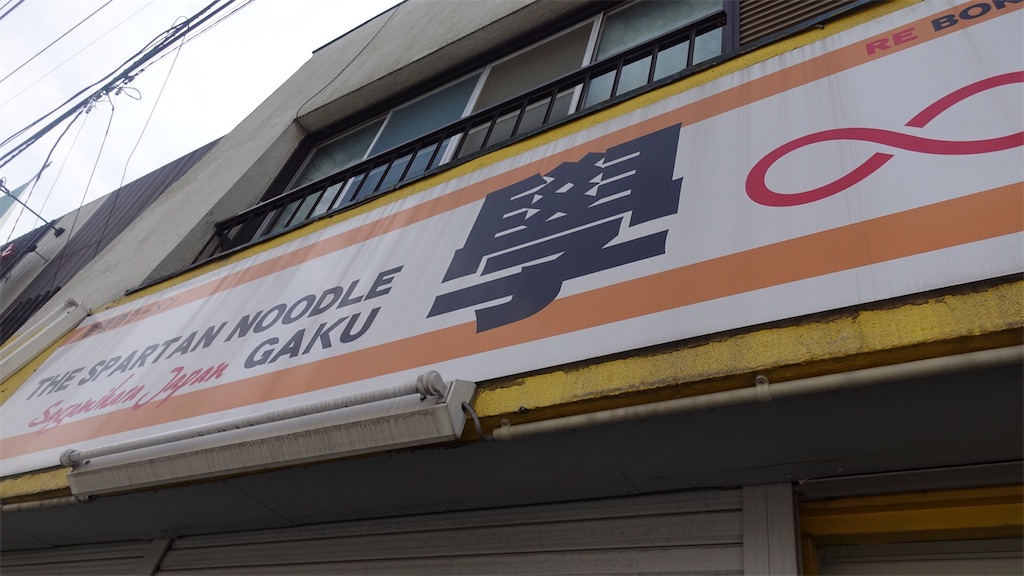 THE SPARTAN NOODLE
GAKU
Sagamihara Japan
學
RE BOR